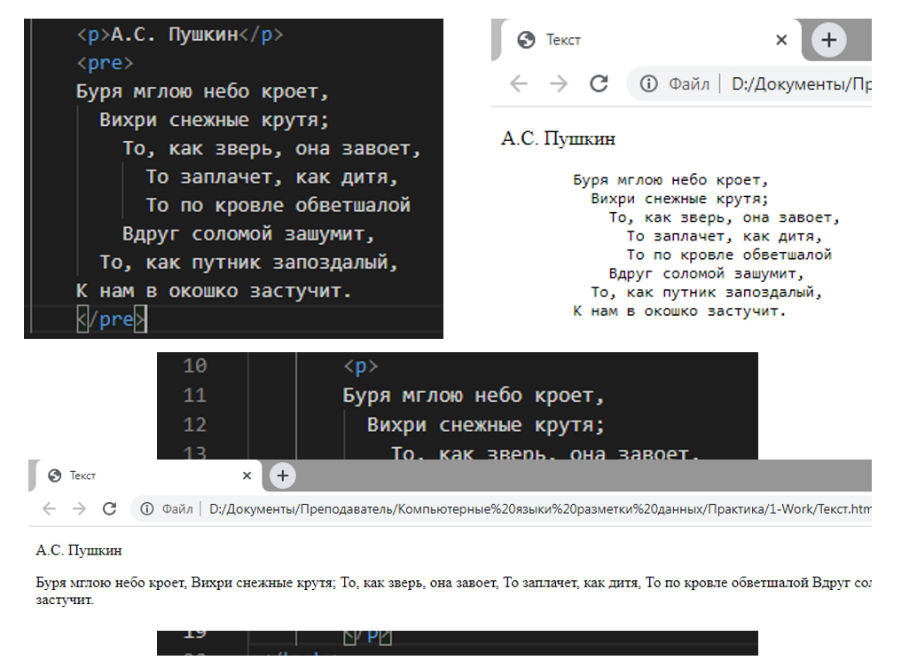 <p>А.С. Пушкин</p>
<pre>
Буря мглою небо кроет,
Вихри снежные крутя;
То, как зверь, она завоет,
То заплачет, как дитя,
То по кровле обветшалой
Вдруг соломой зашумит,
То, как путник запоздалый,
К нам в окошко застучит.
</pre>
Текст
Файл | D:/Документы/Пр
А.С. Пушкин
Буря мглою небо кроет,
Вихри снежные крутя;
То, как зверь, она завоет,
То заплачет, как дитя,
То по кровле обветшалой
Вдруг соломой зашумит,
То, как путник запоздалый,
К нам в окошко застучит.
10 <p>
11 Буря мглою небо кроет,
12 Вихри снежные крутя;
13 То, как зверь, она завоет,
Текст
Файл | D:/Документы/Преподаватель/Компьютерные%20языки%20разметки%20данных/Практика/1-Work/Текст.htm
А.С. Пушкин
Буря мглою небо кроет, Вихри снежные крутя; То, как зверь, она завоет, То заплачет, как дитя, То по кровле обветшалой Вдруг
застучит.
19 </p>